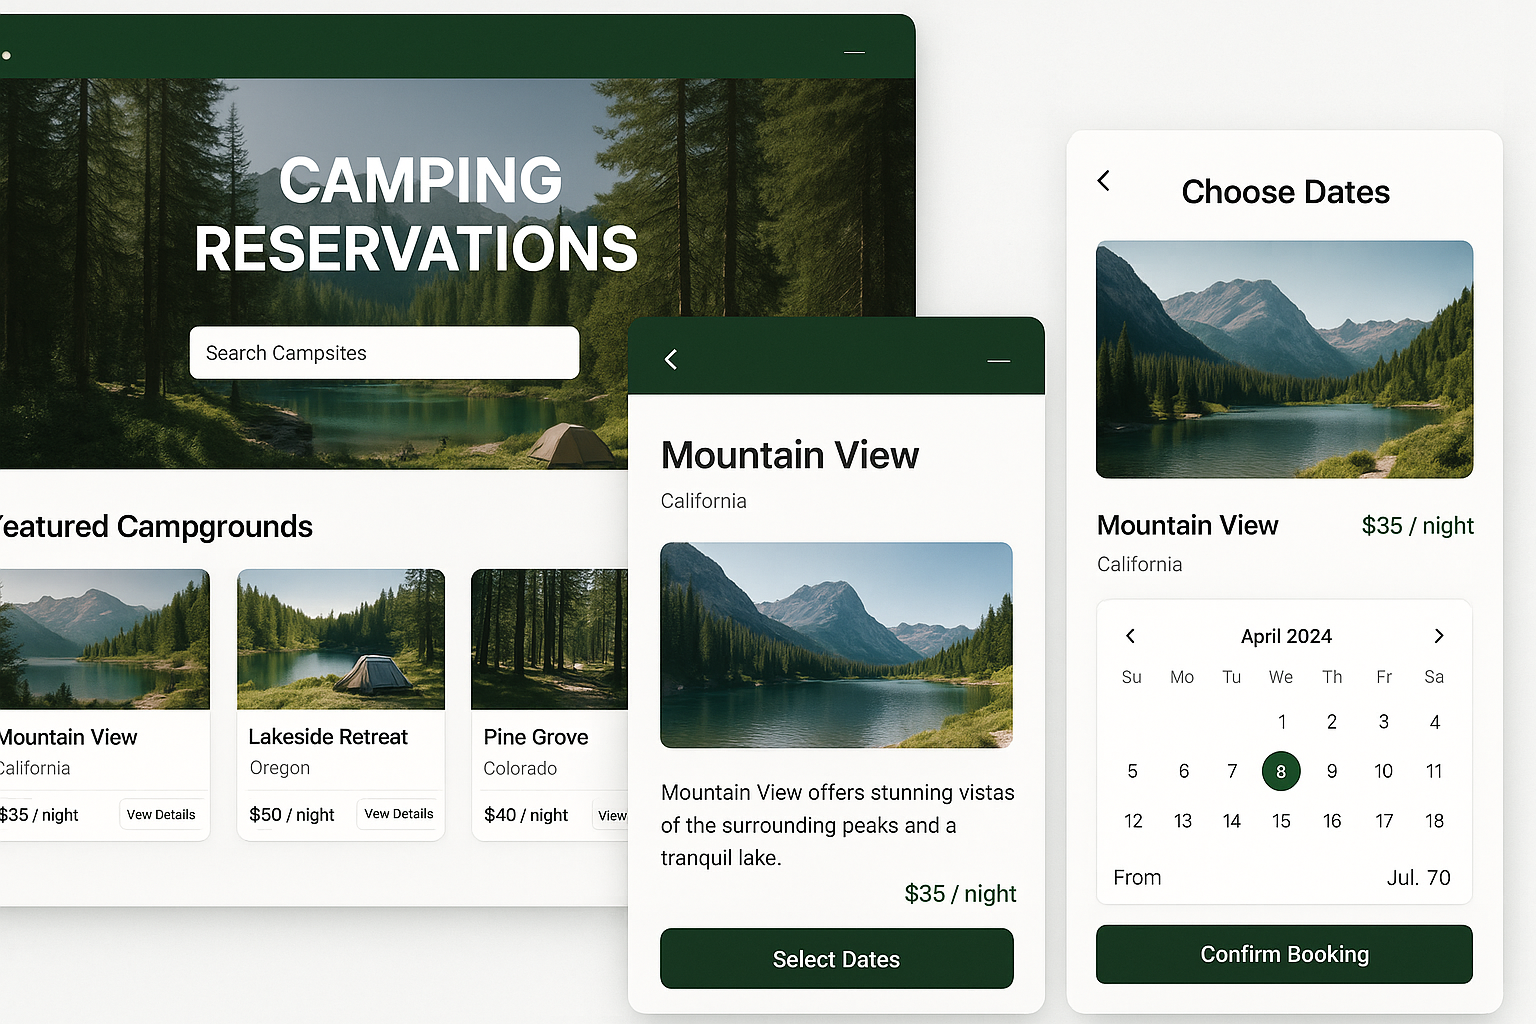 CAMPING
RESERVATIONS
Search Campsites
Featured Campgrounds
Mountain View
California
$35 / night
Vew Details
Lakeside Retreat
Oregon
$50 / night
Vew Details
Pine Grove
Colorado
$40 / night
View
Mountain View
California
Mountain View offers stunning vistas
of the surrounding peaks and a
tranquil lake.
$35 / night
Select Dates
Choose Dates
Mountain View
$35 / night
California
April 2024
Su Mo Tu We Th Fr Sa
1 2 3 4
5 6 7 8 9 10 11
12 13 14 15 16 17 18
From
Jul. 70
Confirm Booking